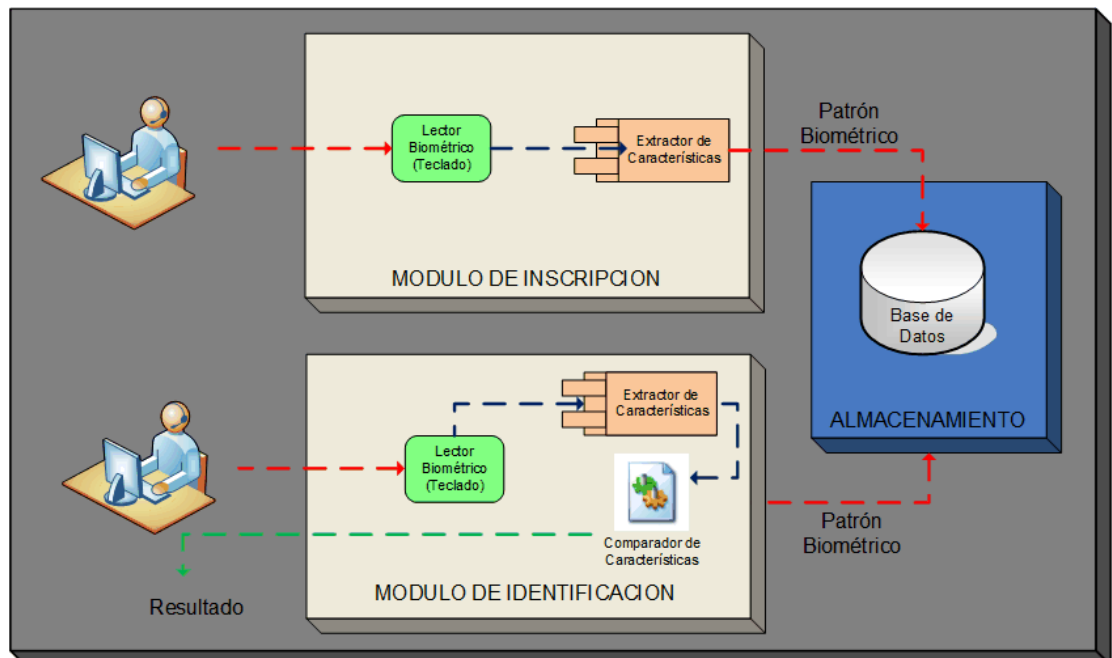 Lector
Biométrico
(Teclado)
Extractor de
Características
Patrón
Biométrico
MODULO DE INSCRIPCION
Base de
Datos
ALMACENAMIENTO
Extractor de
Características
Lector
Biométrico
(Teclado)
Comparador de
Características
Patrón
Biométrico
MODULO DE IDENTIFICACION
Resultado